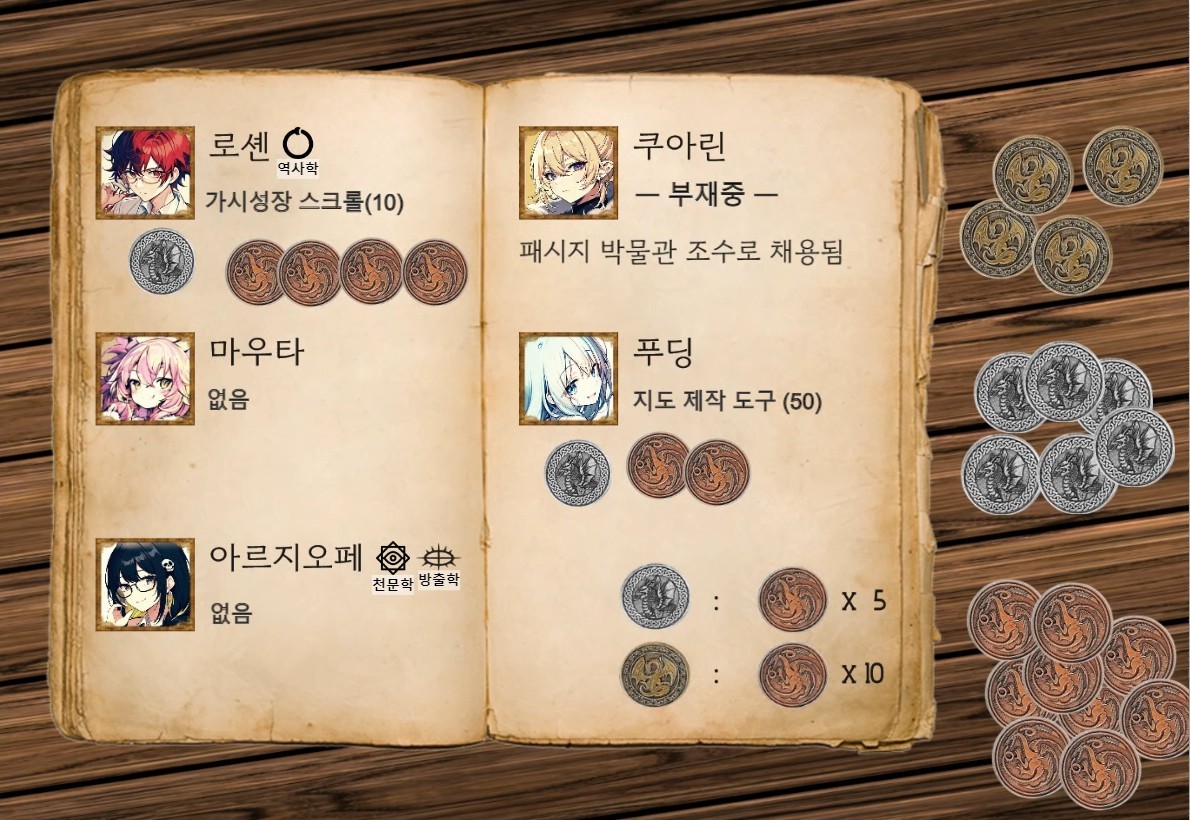 로셴
역사학
가시성장 스크롤(10)
마우타
없음
아르지오페
천문학 방출학
없음
쿠아린
— 부재중 —
패시지 박물관 조수로 채용됨
푸딩
지도 제작 도구 (50)
: X 5
: X 10